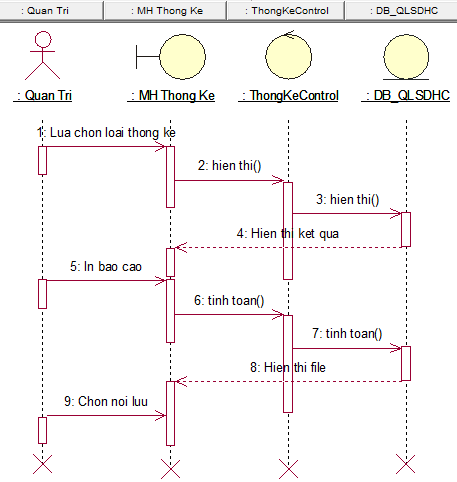 : Quan Tri
: MH Thong Ke
: ThongKeControl
: DB_QLSDHC
: Quan Tri
: MH Thong Ke
: ThongKeControl
: DB_QLSDHC
1: Lua chon loai thong ke
2: hien thi()
3: hien thi()
4: Hien thi ket qua
5: In bao cao
6: tinh toan()
7: tinh toan()
8: Hien thi file
9: Chon noi luu